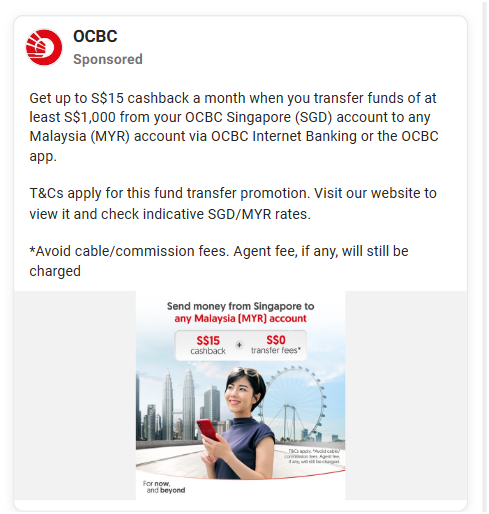 OCBC
Sponsored
Get up to S$15 cashback a month when you transfer funds of at
least S$1,000 from your OCBC Singapore (SGD) account to any
Malaysia (MYR) account via OCBC Internet Banking or the OCBC
app.
T&Cs apply for this fund transfer promotion. Visit our website to
view it and check indicative SGD/MYR rates.
*Avoid cable/commission fees. Agent fee, if any, will still be
charged
Send money from Singapore to
any Malaysia (MYR) account
S$15
cashback
+
S$0
transfer fees*
T&Cs apply. *Avoid cable/
commission fees. Agent fee,
if any, will still be charged.
For now,
and beyond